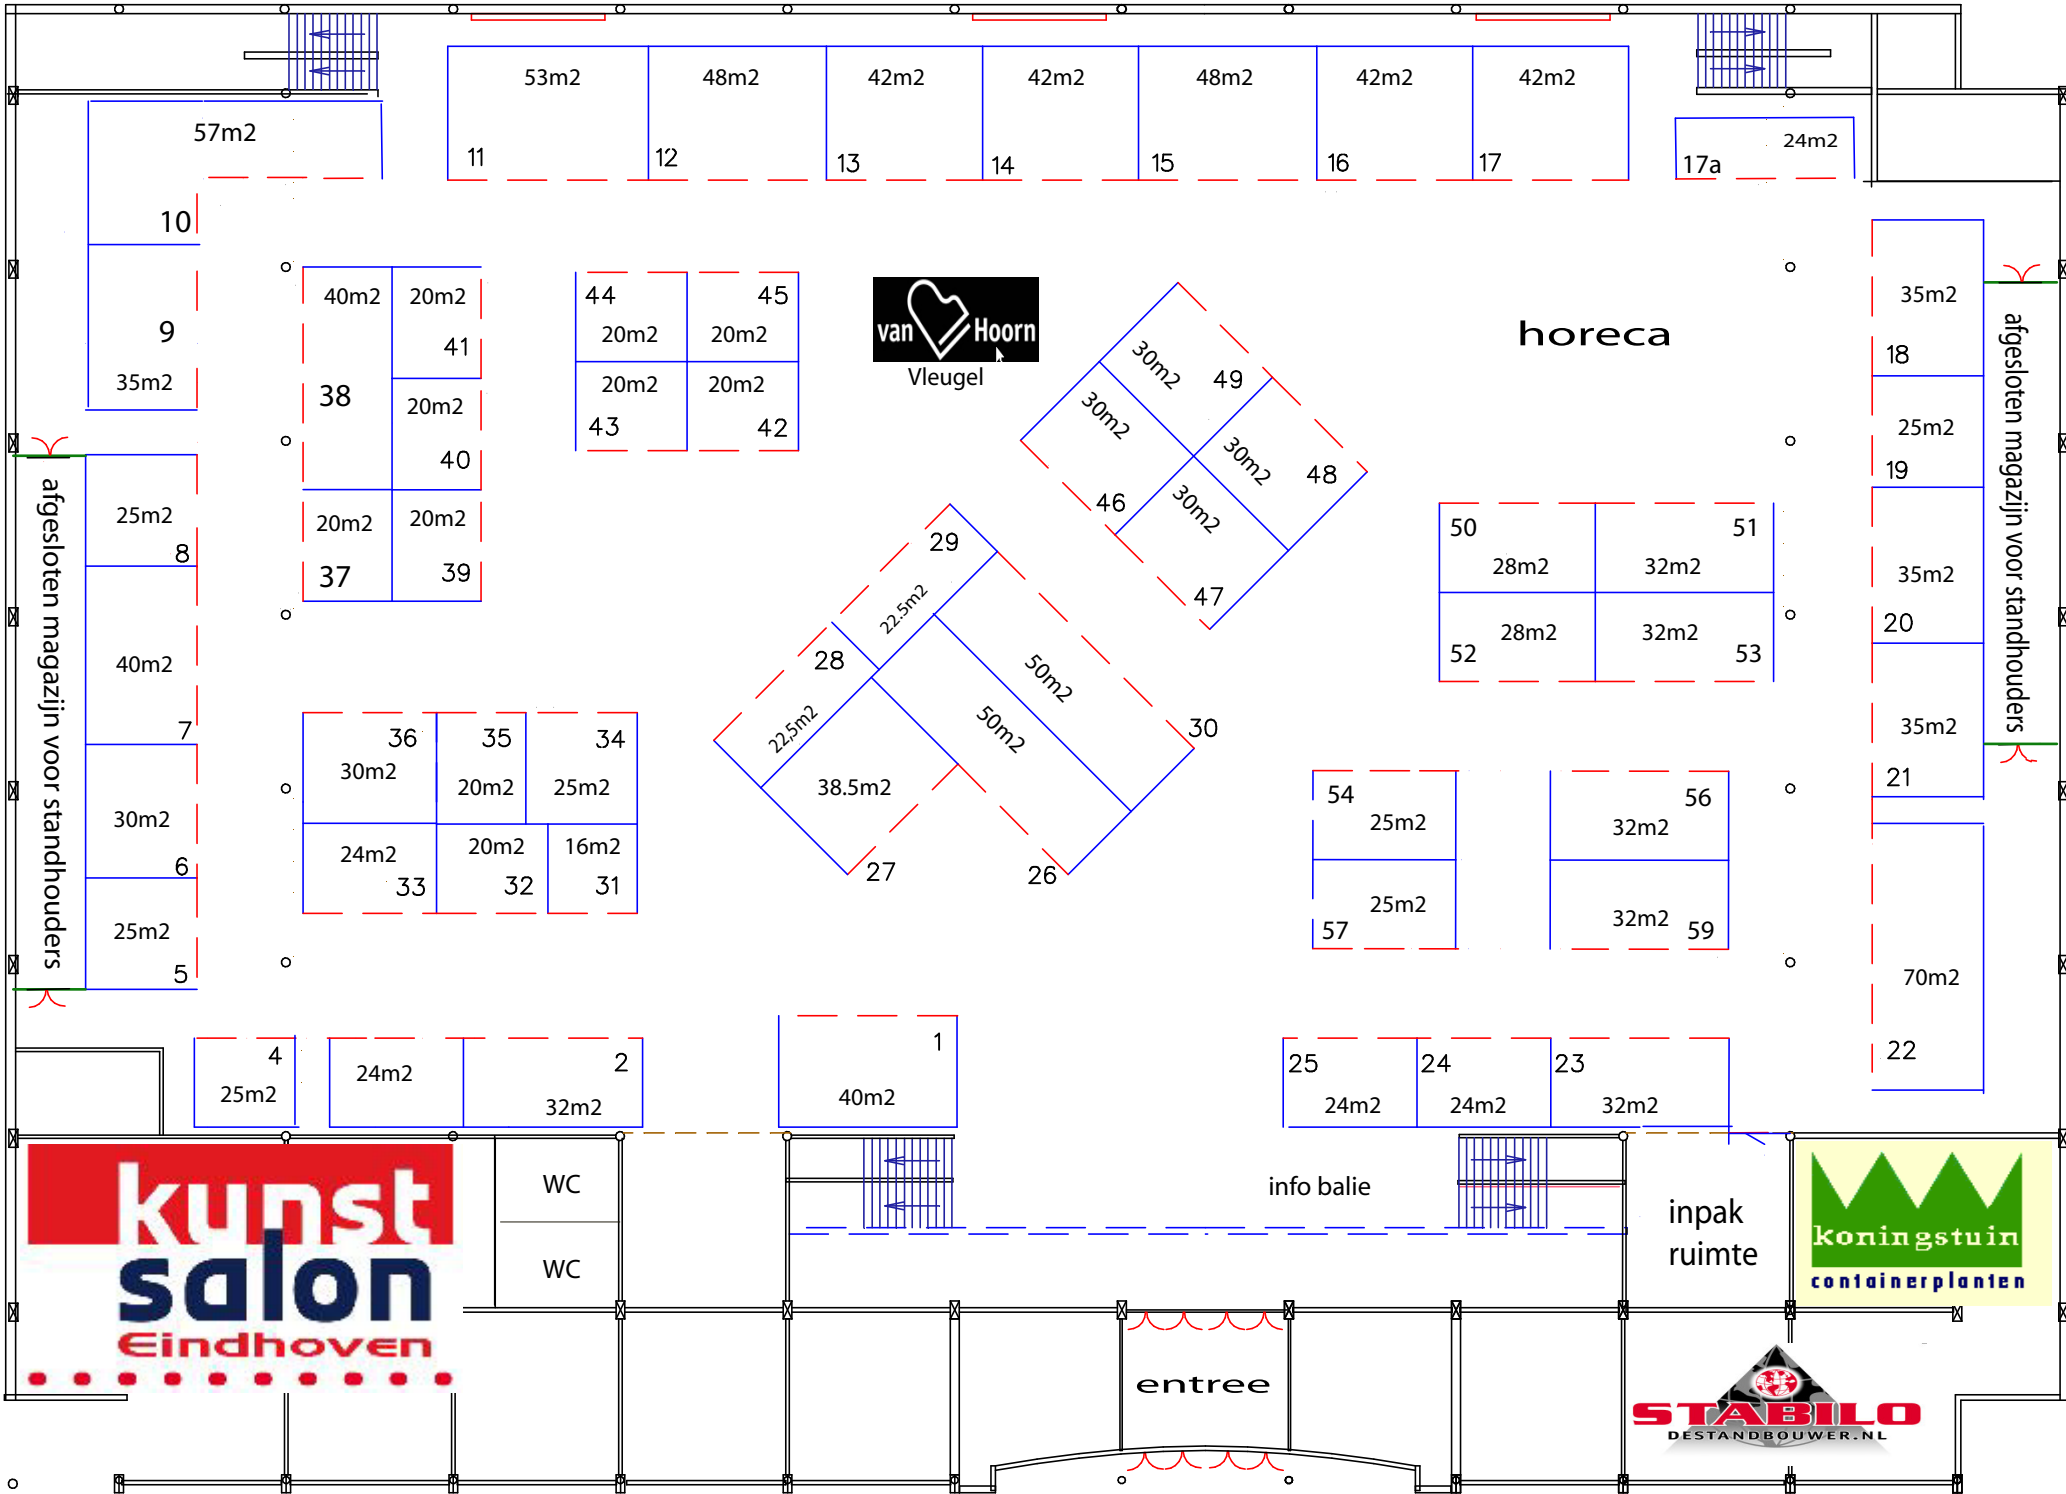 53m2
48m2
42m2
42m2
48m2
42m2
42m2
11
12
13
14
15
16
17
57m2
10
24m2
17a
9
35m2
40m2
20m2
41
38
20m2
40
20m2
20m2
37
39
44
45
20m2
20m2
20m2
20m2
43
42
van Hoorn
Vleugel
30m2
49
30m2
30m2
48
46
30m2
47
horeca
35m2
18
25m2
19
35m2
20
35m2
21
afgesloten magazijn voor standhouders
afgesloten magazijn voor standhouders
25m2
8
40m2
7
30m2
6
25m2
5
29
22.5m2
28
22,5m2
50m2
50m2
30
38.5m2
27
26
50
51
28m2
32m2
28m2
32m2
52
53
36
35
34
30m2
20m2
25m2
24m2
20m2
16m2
33
32
31
54
56
25m2
32m2
25m2
32m2
57
59
70m2
22
4
25m2
24m2
2
32m2
1
40m2
25
24
23
24m2
24m2
32m2
kunst
salon
Eindhoven
WC
WC
info balie
inpak
ruimte
koningstuin
containerplanten
entree
STABILO
DESTANDBOUWER.NL